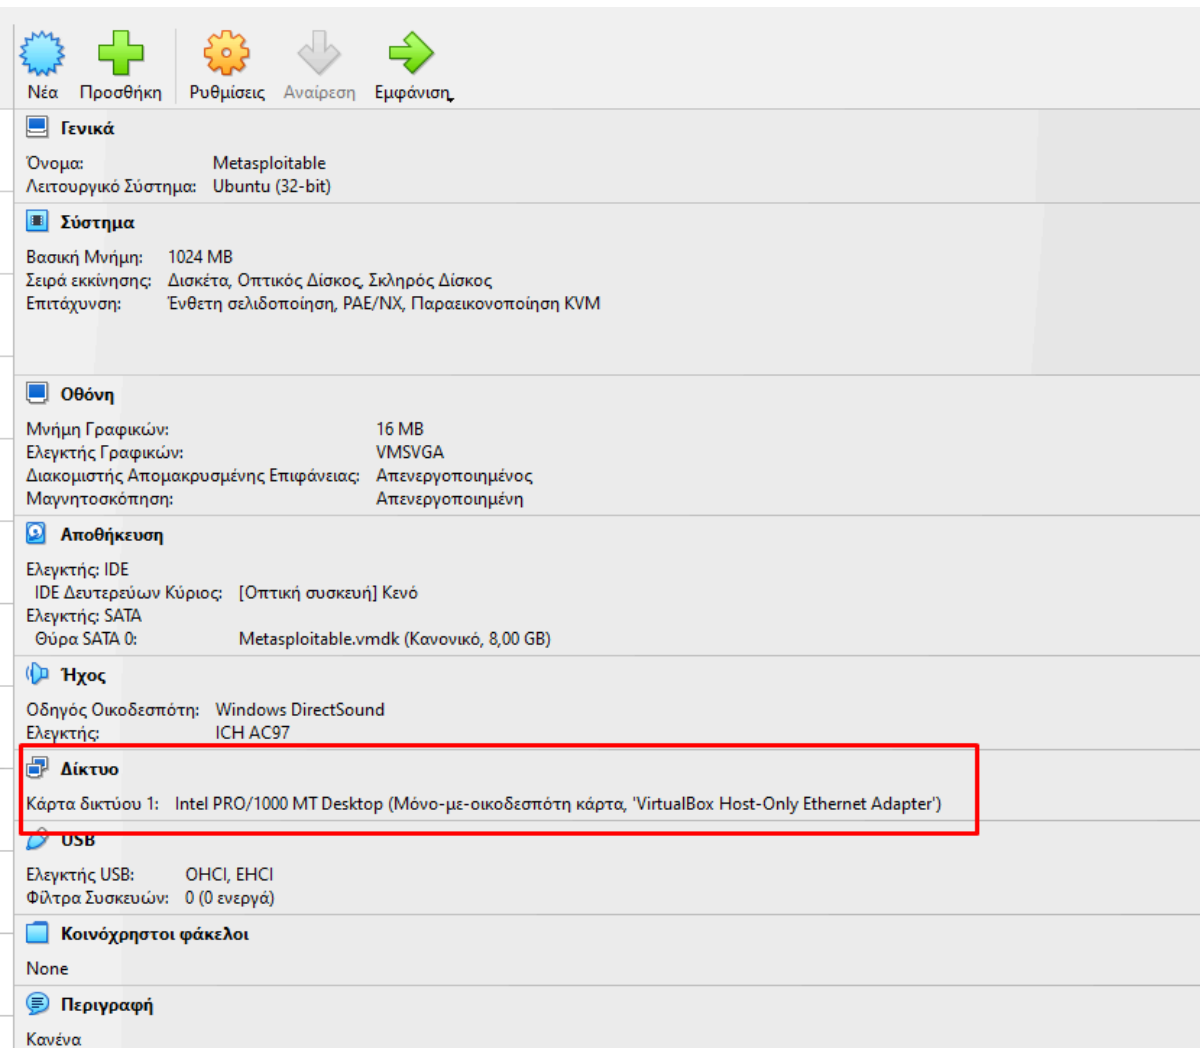 Νέα Προσθήκη Ρυθμίσεις Αναίρεση Εμφάνιση
Γενικά
Όνομα: Metasploitable
Λειτουργικό Σύστημα: Ubuntu (32-bit)
Σύστημα
Βασική Μνήμη: 1024 MB
Σειρά εκκίνησης: Δισκέτα, Οπτικός Δίσκος, Σκληρός Δίσκος
Επιτάχυνση: Ένθετη σελιδοποίηση, PAE/NX, Παραεικονοποίηση KVM
Οθόνη
Μνήμη Γραφικών: 16 MB
Ελεγκτής Γραφικών: VMSVGA
Διακομιστής Απομακρυσμένης Επιφάνειας: Απενεργοποιημένος
Μαγνητοσκόπηση: Απενεργοποιημένη
Αποθήκευση
Ελεγκτής: IDE
IDE Δευτερεύων Κύριος: [Οπτική συσκευή] Κενό
Ελεγκτής: SATA
Θύρα SATA 0: Metasploitable.vmdk (Κανονικό, 8,00 GB)
Ήχος
Οδηγός Οικοδεσπότη: Windows DirectSound
Ελεγκτής: ICH AC97
Δίκτυο
Κάρτα δικτύου 1: Intel PRO/1000 MT Desktop (Μόνο-με-οικοδεσπότη κάρτα, 'VirtualBox Host-Only Ethernet Adapter')
USB
Ελεγκτής USB: OHCI, EHCI
Φίλτρα Συσκευών: 0 (0 ενεργά)
Κοινόχρηστοι φάκελοι
None
Περιγραφή
Κανένα